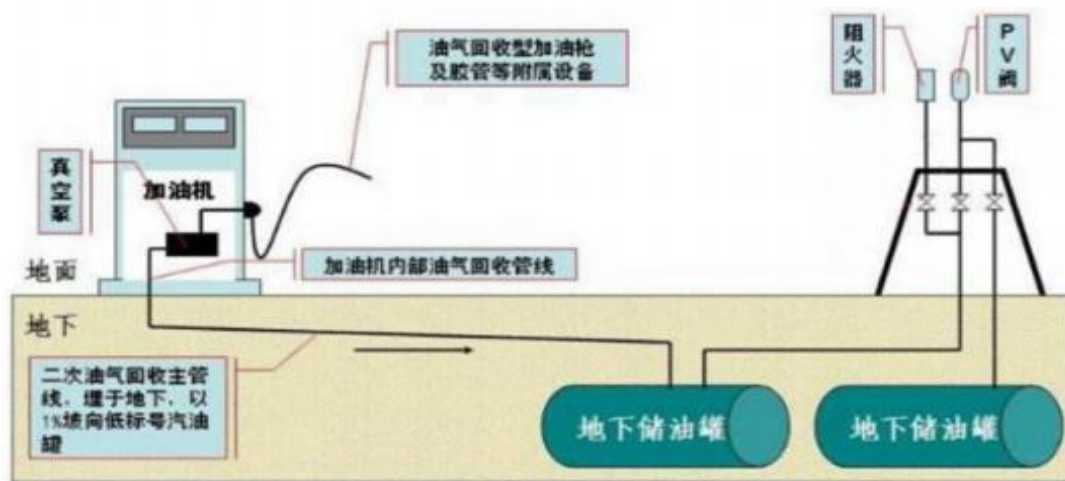 油气回收型加油枪
及胶管等附属设备
阻火器
PV阀
真空泵
加油机
地面
加油机内部油气回收管线
地下
二次油气回收主管
线，埋于地下，以
1%坡向低标号汽油
罐
地下储油罐
地下储油罐